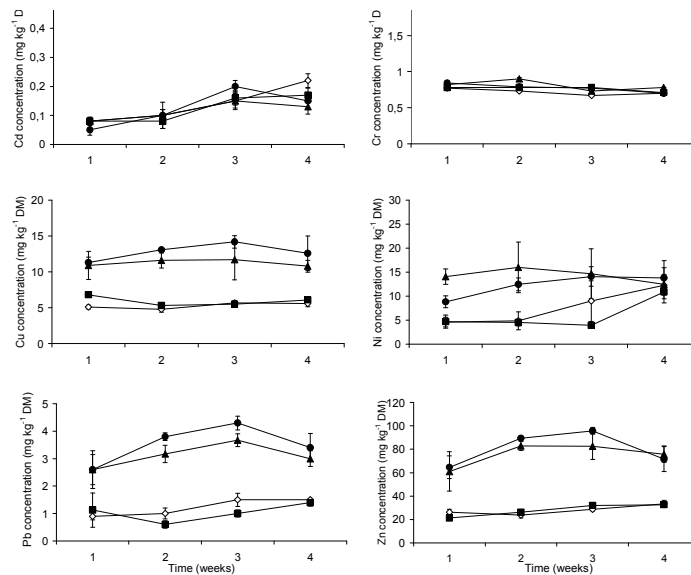 Cd concentration (mg kg-1 D
0,4
0,3
0,2
0,1
0
1 2 3 4
Cr concentration (mg kg-1 D
1,5
1
0,5
0
1 2 3 4
Cu concentration (mg kg-1 DM)
20
15
10
5
0
1 2 3 4
Ni concentration (mg kg-1 DM)
30
25
20
15
10
5
0
1 2 3 4
Pb concentration (mg kg-1 DM)
5
4
3
2
1
0
1 2 3 4
Time (weeks)
Zn concentration (mg kg-1 DM)
120
100
80
60
40
20
0
1 2 3 4
Time (weeks)